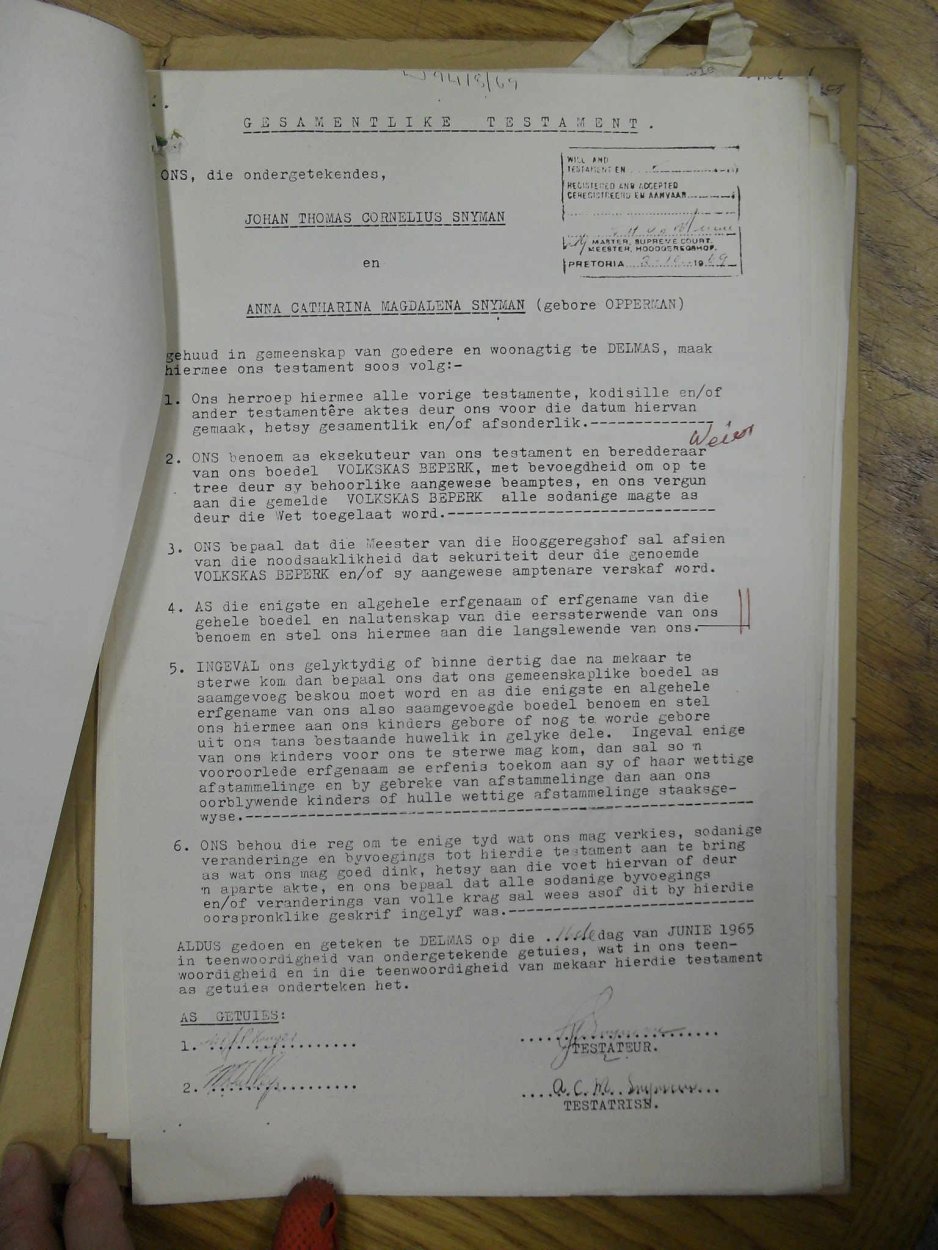 G E S A M E N T L I K E   T E S T A M E N T .
ONS, die ondergetekendes,
WILL AND
TESTAMENT EN
REGISTERED AND ACCEPTED
GEREGISTREERD EN AANVAAR
MASTER, SUPREME COURT.
MEESTER, HOOGGEREGSHOF.
PRETORIA 1969
JOHAN THOMAS CORNELIUS SNYMAN
en
ANNA CATHARINA MAGDALENA SNYMAN (gebore OPPERMAN)
gehuud in gemeenskap van goedere en woonagtig te DELMAS, maak
hiermee ons testament soos volg:-
1. Ons herroep hiermee alle vorige testamente, kodisille en/of
ander testamentêre aktes deur ons voor die datum hiervan
gemaak, hetsy gesamentlik en/of afsonderlik.--------------
Weier
2. ONS benoem as eksekuteur van ons testament en beredderaar
van ons boedel VOLKSKAS BEPERK, met bevoegdheid om op te
tree deur sy behoorlike aangewese beamptes, en ons vergun
aan die gemelde VOLKSKAS BEPERK alle sodanige magte as
deur die Wet toegelaat word.------------------------------
3. ONS bepaal dat die Meester van die Hooggeregshof sal afsien
van die noodsaaklikheid dat sekuriteit deur die genoemde
VOLKSKAS BEPERK en/of sy aangewese amptenare verskaf word.
4. AS die enigste en algehele erfgenaam of erfgename van die
gehele boedel en nalatenskap van die eerssterwende van ons
benoem en stel ons hiermee aan die langslewende van ons.
5. INGEVAL ons gelyktydig of binne dertig dae na mekaar te
sterwe kom dan bepaal ons dat ons gemeenskaplike boedel as
saamgevoeg beskou moet word en as die enigste en algehele
erfgename van ons also saamgevoegde boedel benoem en stel
ons hiermee aan ons kinders gebore of nog te worde gebore
uit ons tans bestaande huwelik in gelyke dele. Ingeval enige
van ons kinders voor ons te sterwe mag kom, dan sal so 'n
vooroorlede erfgenaam se erfenis toekom aan sy of haar wettige
afstammelinge en by gebreke van afstammelinge dan aan ons
oorblywende kinders of hulle wettige afstammelinge staaksge-
wyse.---------------------------------------------------------
6. ONS behou die reg om te enige tyd wat ons mag verkies, sodanige
veranderinge en byvoegings tot hierdie testament aan te bring
as wat ons mag goed dink, hetsy aan die voet hiervan of deur
'n aparte akte, en ons bepaal dat alle sodanige byvoegings
en/of veranderings van volle krag sal wees asof dit by hierdie
oorspronklike geskrif ingelyf was.---------------------------
ALDUS gedoen en geteken te DELMAS op die dag van JUNIE 1965
in teenwoordigheid van ondergetekende getuies, wat in ons teen-
woordigheid en in die teenwoordigheid van mekaar hierdie testament
as getuies onderteken het.
AS GETUIES:
1. ..................
TESTATEUR.
2. ..................
A. C. M. Snyman
TESTATRISE.